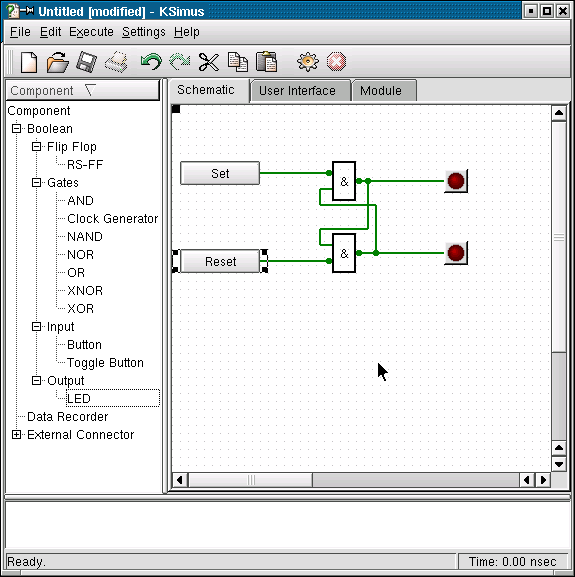 Untitled [modified] - KSimus
File Edit Execute Settings Help
Component
Schematic User Interface Module
Component
Boolean
Flip Flop
RS-FF
Gates
AND
Clock Generator
NAND
NOR
OR
XNOR
XOR
Input
Button
Toggle Button
Output
LED
Data Recorder
External Connector
Set
&
Reset
&
Ready.
Time: 0.00 nsec